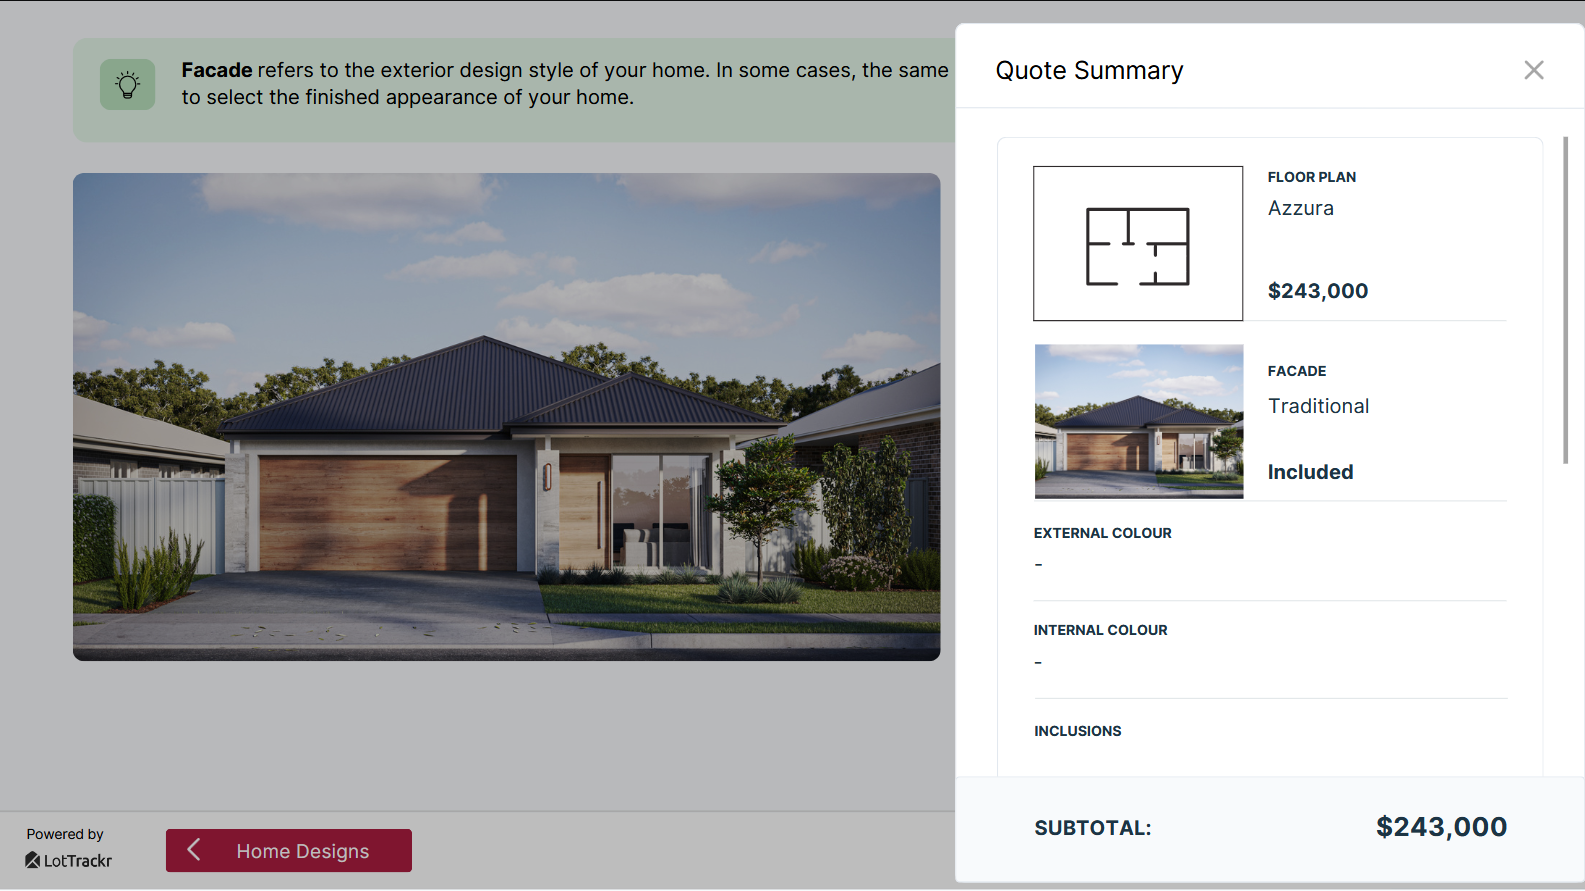 Facade refers to the exterior design style of your home. In some cases, the same
to select the finished appearance of your home.
Powered by
LotTrackr
Home Designs
Quote Summary
FLOOR PLAN
Azzura
$243,000
FACADE
Traditional
Included
EXTERNAL COLOUR
-
INTERNAL COLOUR
-
INCLUSIONS
SUBTOTAL:
$243,000